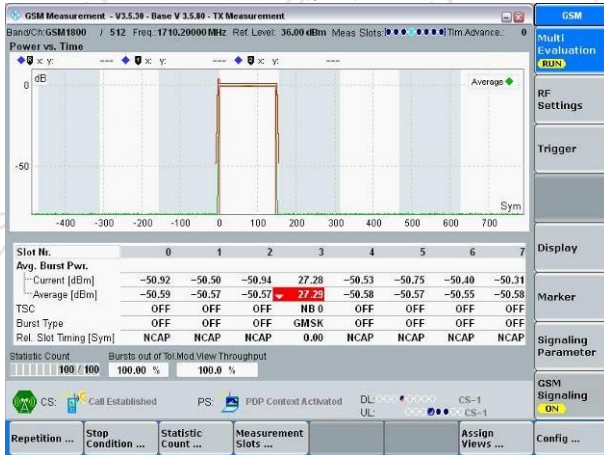 GSM Measurement - V3.5.30 - Base V 3.5.80 - TX Measurement
GSM
Band/Ch:GSM1800 / 512 Freq.:1710.20000 MHz Ref. Level: 36.00 dBm Meas Slots: Tim.Advance.: 0
Multi Evaluation
RUN
Power vs. Time
x: y: --- x: y: --- x: y: ---
dB
Average
0
-50
Sym
-400 -300 -200 -100 0 100 200 300 400 500 600 700
RF Settings
Trigger
Display
Marker
Signaling Parameter
GSM Signaling
ON
Slot Nr. 0 1 2 3 4 5 6 7
Avg. Burst Pwr.
Current [dBm] -50.92 -50.50 -50.94 27.28 -50.53 -50.75 -50.40 -50.31
Average [dBm] -50.59 -50.57 -50.57 27.29 -50.58 -50.57 -50.55 -50.58
TSC OFF OFF OFF NB 0 OFF OFF OFF OFF
Burst Type OFF OFF OFF GMSK OFF OFF OFF OFF
Rel. Slot Timing [Sym] NCAP NCAP NCAP 0.00 NCAP NCAP NCAP NCAP
Statistic Count Bursts out of Tol. Mod.View Throughput
100 / 100 100.00 % 100.0 %
CS: Call Established PS: PDP Context Activated DL: CS-1
UL: CS-1
Repetition ... Stop Condition ... Statistic Count ... Measurement Slots ... Assign Views ... Config ...